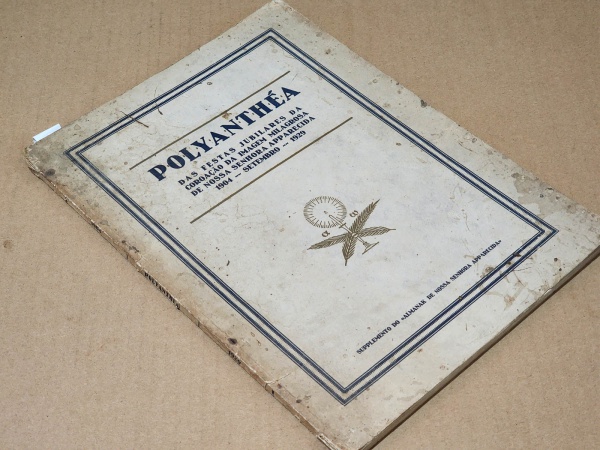 POLYANTHÉA
DAS FESTAS JUBILARES DA
COROAÇÃO DA IMAGEM MILAGROSA
DE NOSSA SENHORA APPARECIDA
1904 — SETEMBRO — 1929
α ω
SUPPLEMENTO DO «ALMANAK DE NOSSA SENHORA APPARECIDA»